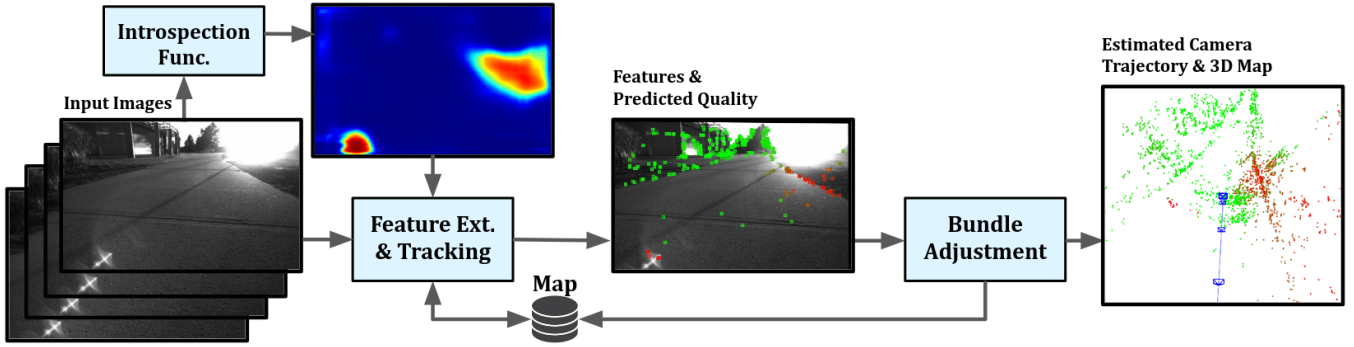 Introspection
Func.
Input Images
Feature Ext.
& Tracking
Map
Features &
Predicted Quality
Bundle
Adjustment
Estimated Camera
Trajectory & 3D Map